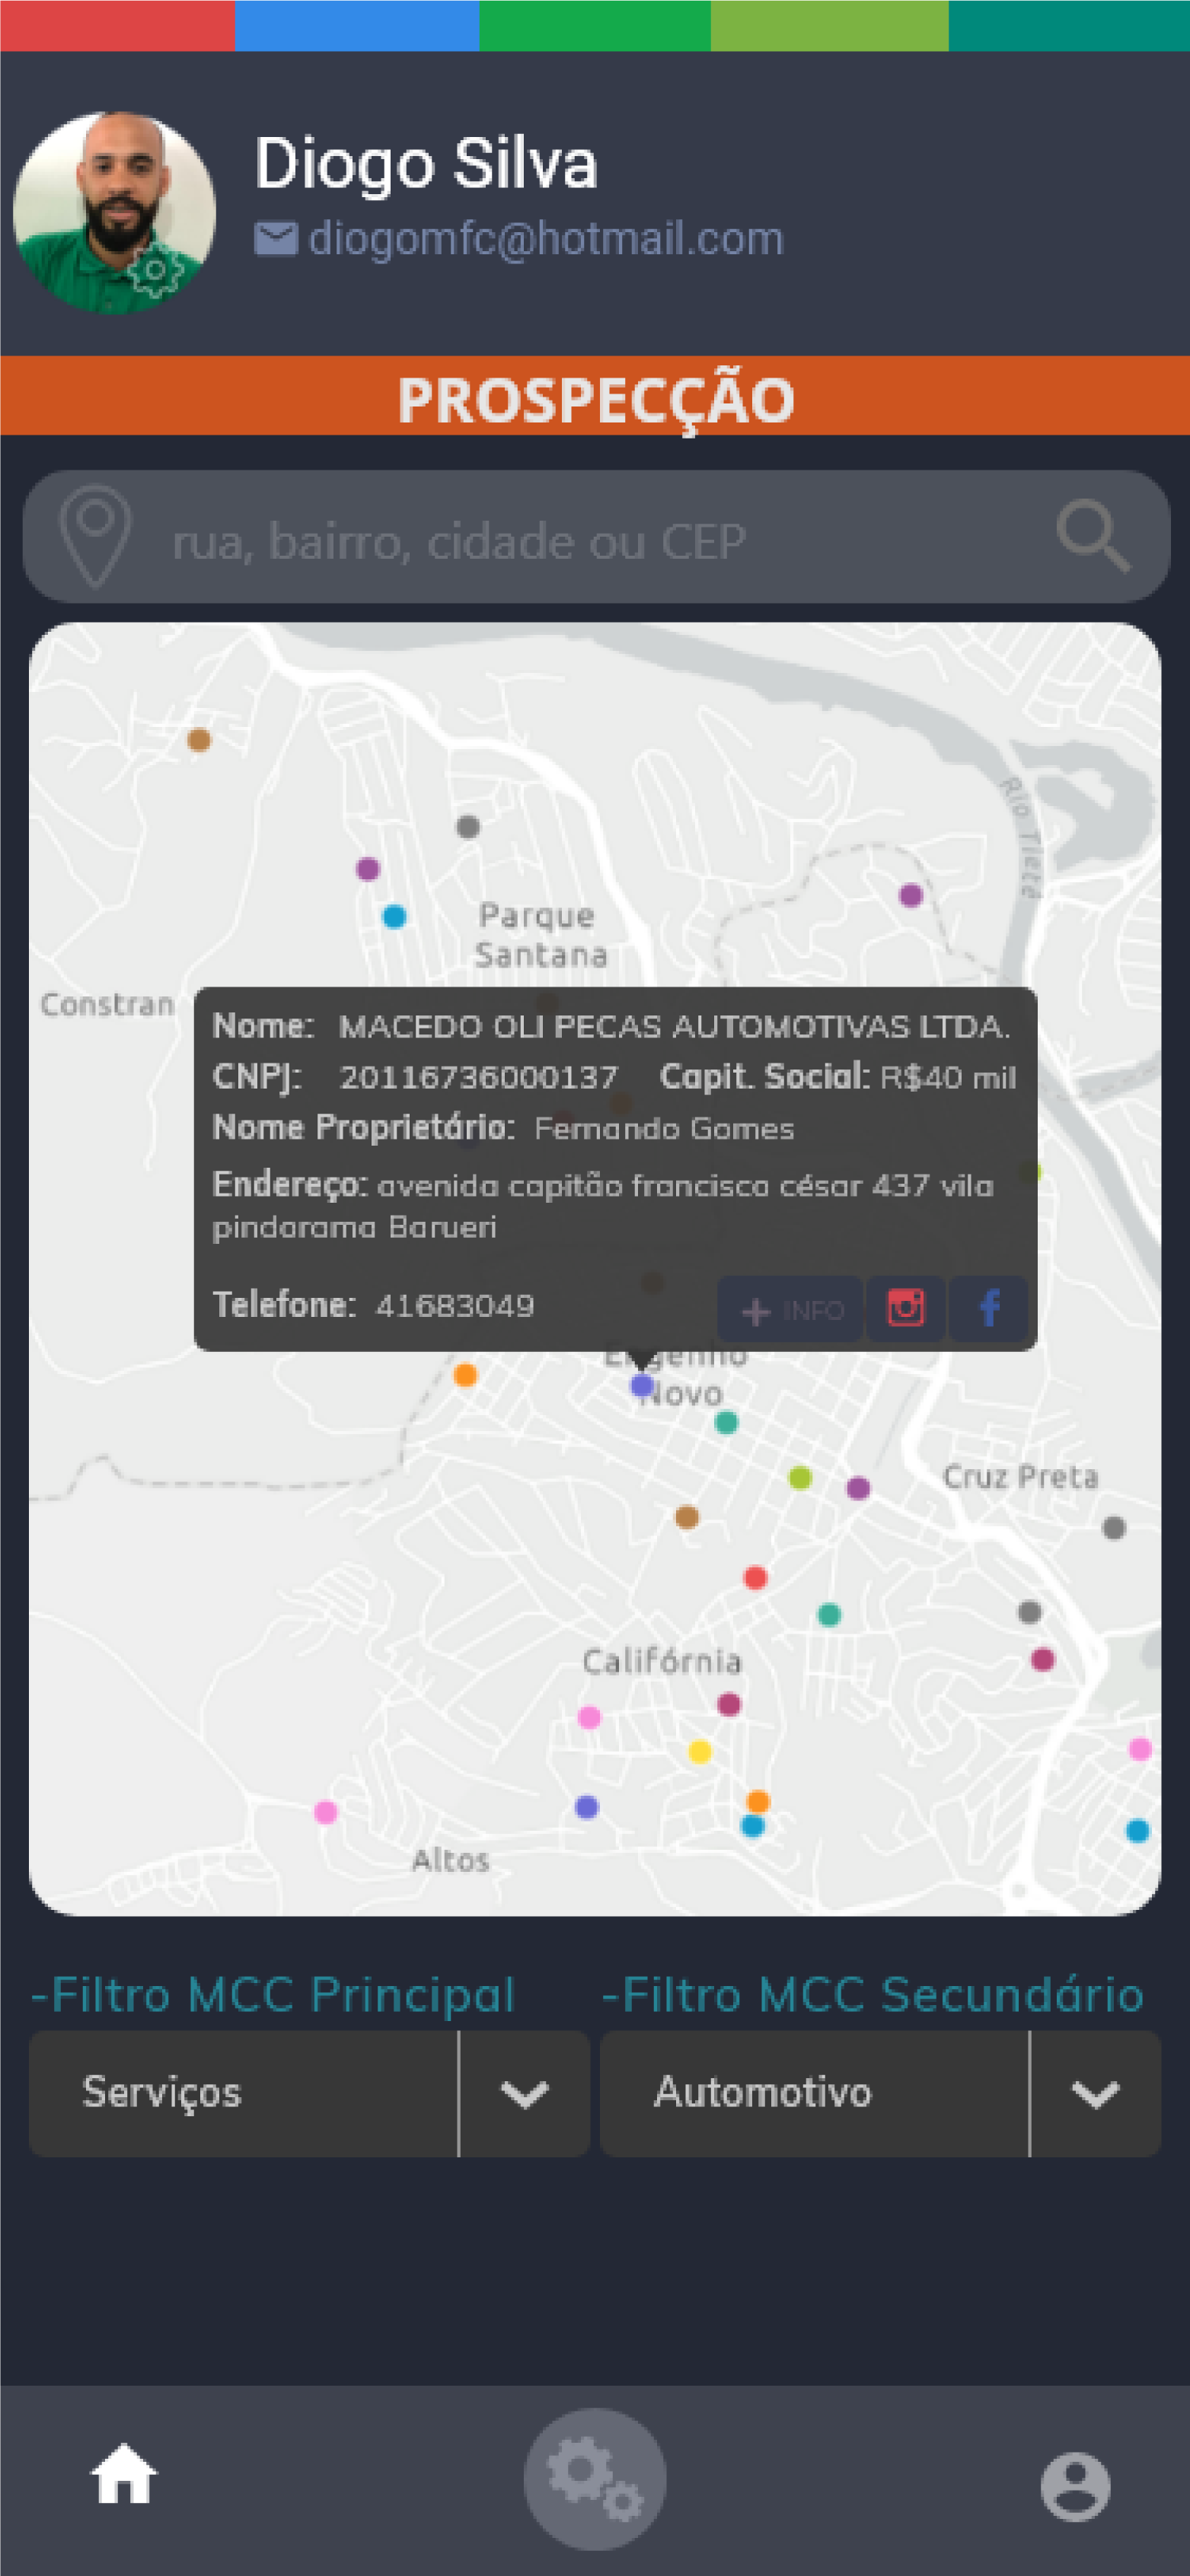 Diogo Silva
diogomfc@hotmail.com
PROSPECÇÃO
rua, bairro, cidade ou CEP
Rio Tietê
Parque
Santana
Constran
Nome: MACEDO OLI PECAS AUTOMOTIVAS LTDA.
CNPJ: 20116736000137 Capit. Social: R$40 mil
Nome Proprietário: Fernando Gomes
Endereço: avenida capitão francisco césar 437 vila
pindarama Barueri
Telefone: 41683049
+ INFO
Engenho
Novo
Cruz Preta
Califórnia
Altos
-Filtro MCC Principal
-Filtro MCC Secundário
Serviços
Automotivo